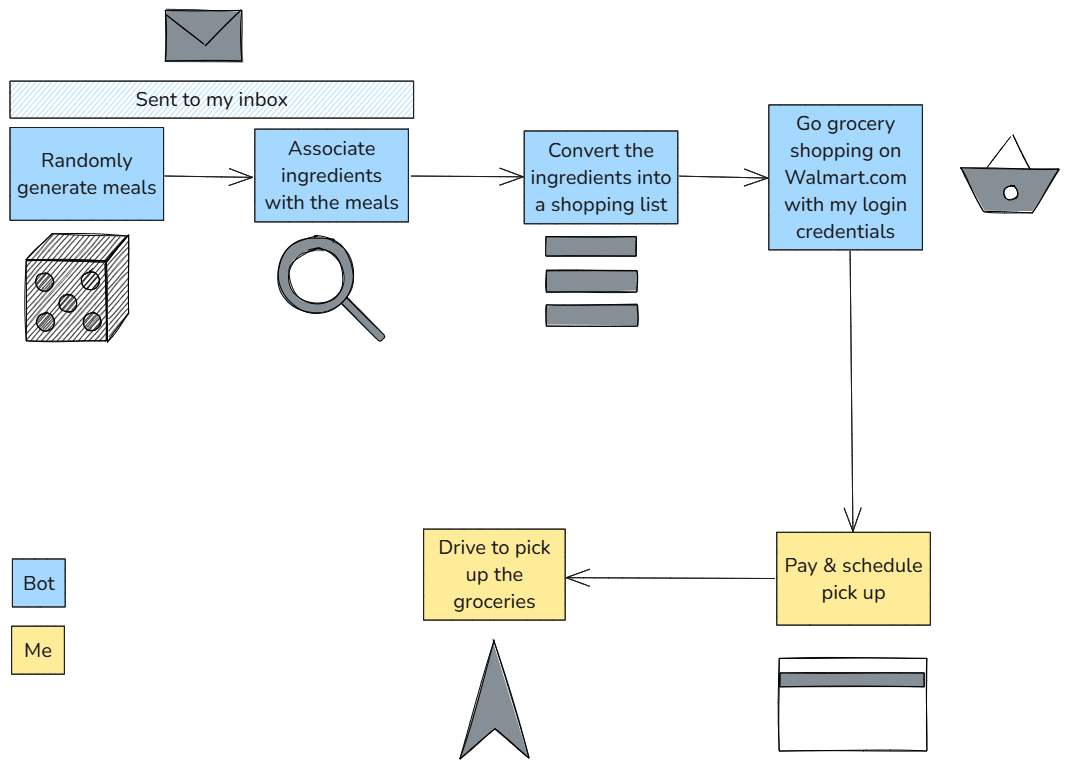 Sent to my inbox
Randomly
generate meals
Associate
ingredients
with the meals
Convert the
ingredients into
a shopping list
Go grocery
shopping on
Walmart.com
with my login
credentials
Pay & schedule
pick up
Drive to pick
up the
groceries
Bot
Me